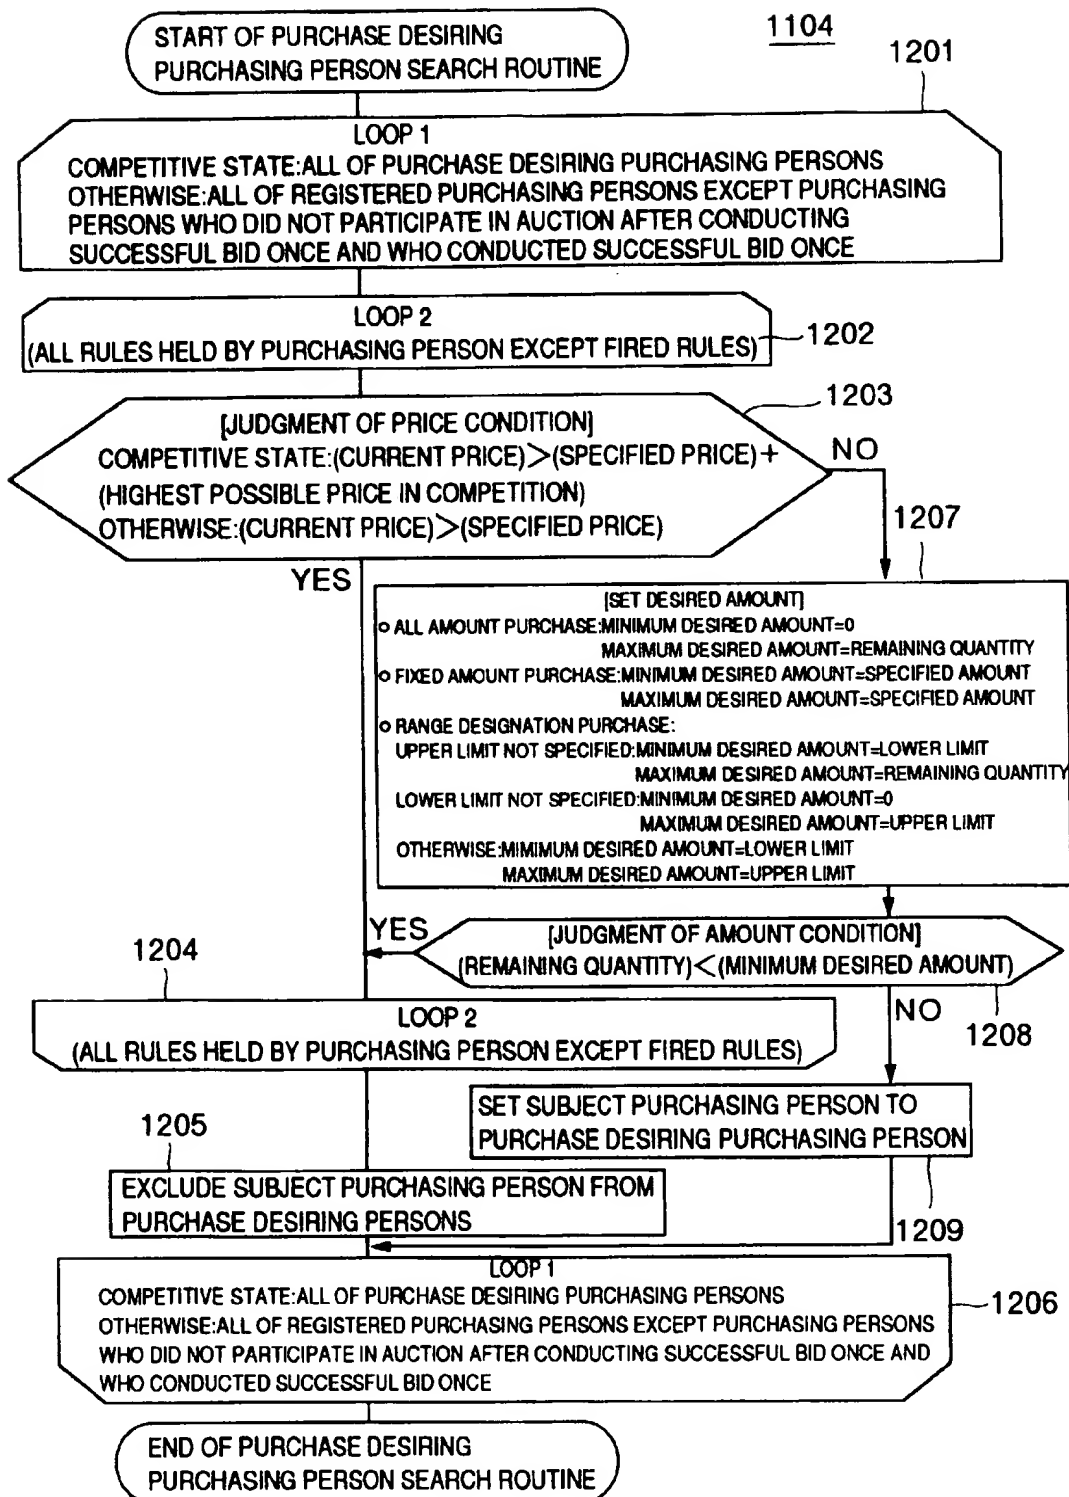 START OF PURCHASE DESIRING
PURCHASING PERSON SEARCH ROUTINE
1104
1201
LOOP 1
COMPETITIVE STATE:ALL OF PURCHASE DESIRING PURCHASING PERSONS
OTHERWISE:ALL OF REGISTERED PURCHASING PERSONS EXCEPT PURCHASING
PERSONS WHO DID NOT PARTICIPATE IN AUCTION AFTER CONDUCTING
SUCCESSFUL BID ONCE AND WHO CONDUCTED SUCCESSFUL BID ONCE
LOOP 2
(ALL RULES HELD BY PURCHASING PERSON EXCEPT FIRED RULES)
1202
1203
[JUDGMENT OF PRICE CONDITION]
COMPETITIVE STATE:(CURRENT PRICE)>(SPECIFIED PRICE)+
(HIGHEST POSSIBLE PRICE IN COMPETITION)
OTHERWISE:(CURRENT PRICE)>(SPECIFIED PRICE)
NO
YES
1207
[SET DESIRED AMOUNT]
○ ALL AMOUNT PURCHASE:MINIMUM DESIRED AMOUNT=0
MAXIMUM DESIRED AMOUNT=REMAINING QUANTITY
○ FIXED AMOUNT PURCHASE:MINIMUM DESIRED AMOUNT=SPECIFIED AMOUNT
MAXIMUM DESIRED AMOUNT=SPECIFIED AMOUNT
○ RANGE DESIGNATION PURCHASE:
UPPER LIMIT NOT SPECIFIED:MINIMUM DESIRED AMOUNT=LOWER LIMIT
MAXIMUM DESIRED AMOUNT=REMAINING QUANTITY
LOWER LIMIT NOT SPECIFIED:MINIMUM DESIRED AMOUNT=0
MAXIMUM DESIRED AMOUNT=UPPER LIMIT
OTHERWISE:MIMIMUM DESIRED AMOUNT=LOWER LIMIT
MAXIMUM DESIRED AMOUNT=UPPER LIMIT
YES
[JUDGMENT OF AMOUNT CONDITION]
(REMAINING QUANTITY)<(MINIMUM DESIRED AMOUNT)
1208
NO
1204
LOOP 2
(ALL RULES HELD BY PURCHASING PERSON EXCEPT FIRED RULES)
SET SUBJECT PURCHASING PERSON TO
PURCHASE DESIRING PURCHASING PERSON
1209
1205
EXCLUDE SUBJECT PURCHASING PERSON FROM
PURCHASE DESIRING PERSONS
LOOP 1
COMPETITIVE STATE:ALL OF PURCHASE DESIRING PURCHASING PERSONS
OTHERWISE:ALL OF REGISTERED PURCHASING PERSONS EXCEPT PURCHASING PERSONS
WHO DID NOT PARTICIPATE IN AUCTION AFTER CONDUCTING SUCCESSFUL BID ONCE AND
WHO CONDUCTED SUCCESSFUL BID ONCE
1206
END OF PURCHASE DESIRING
PURCHASING PERSON SEARCH ROUTINE